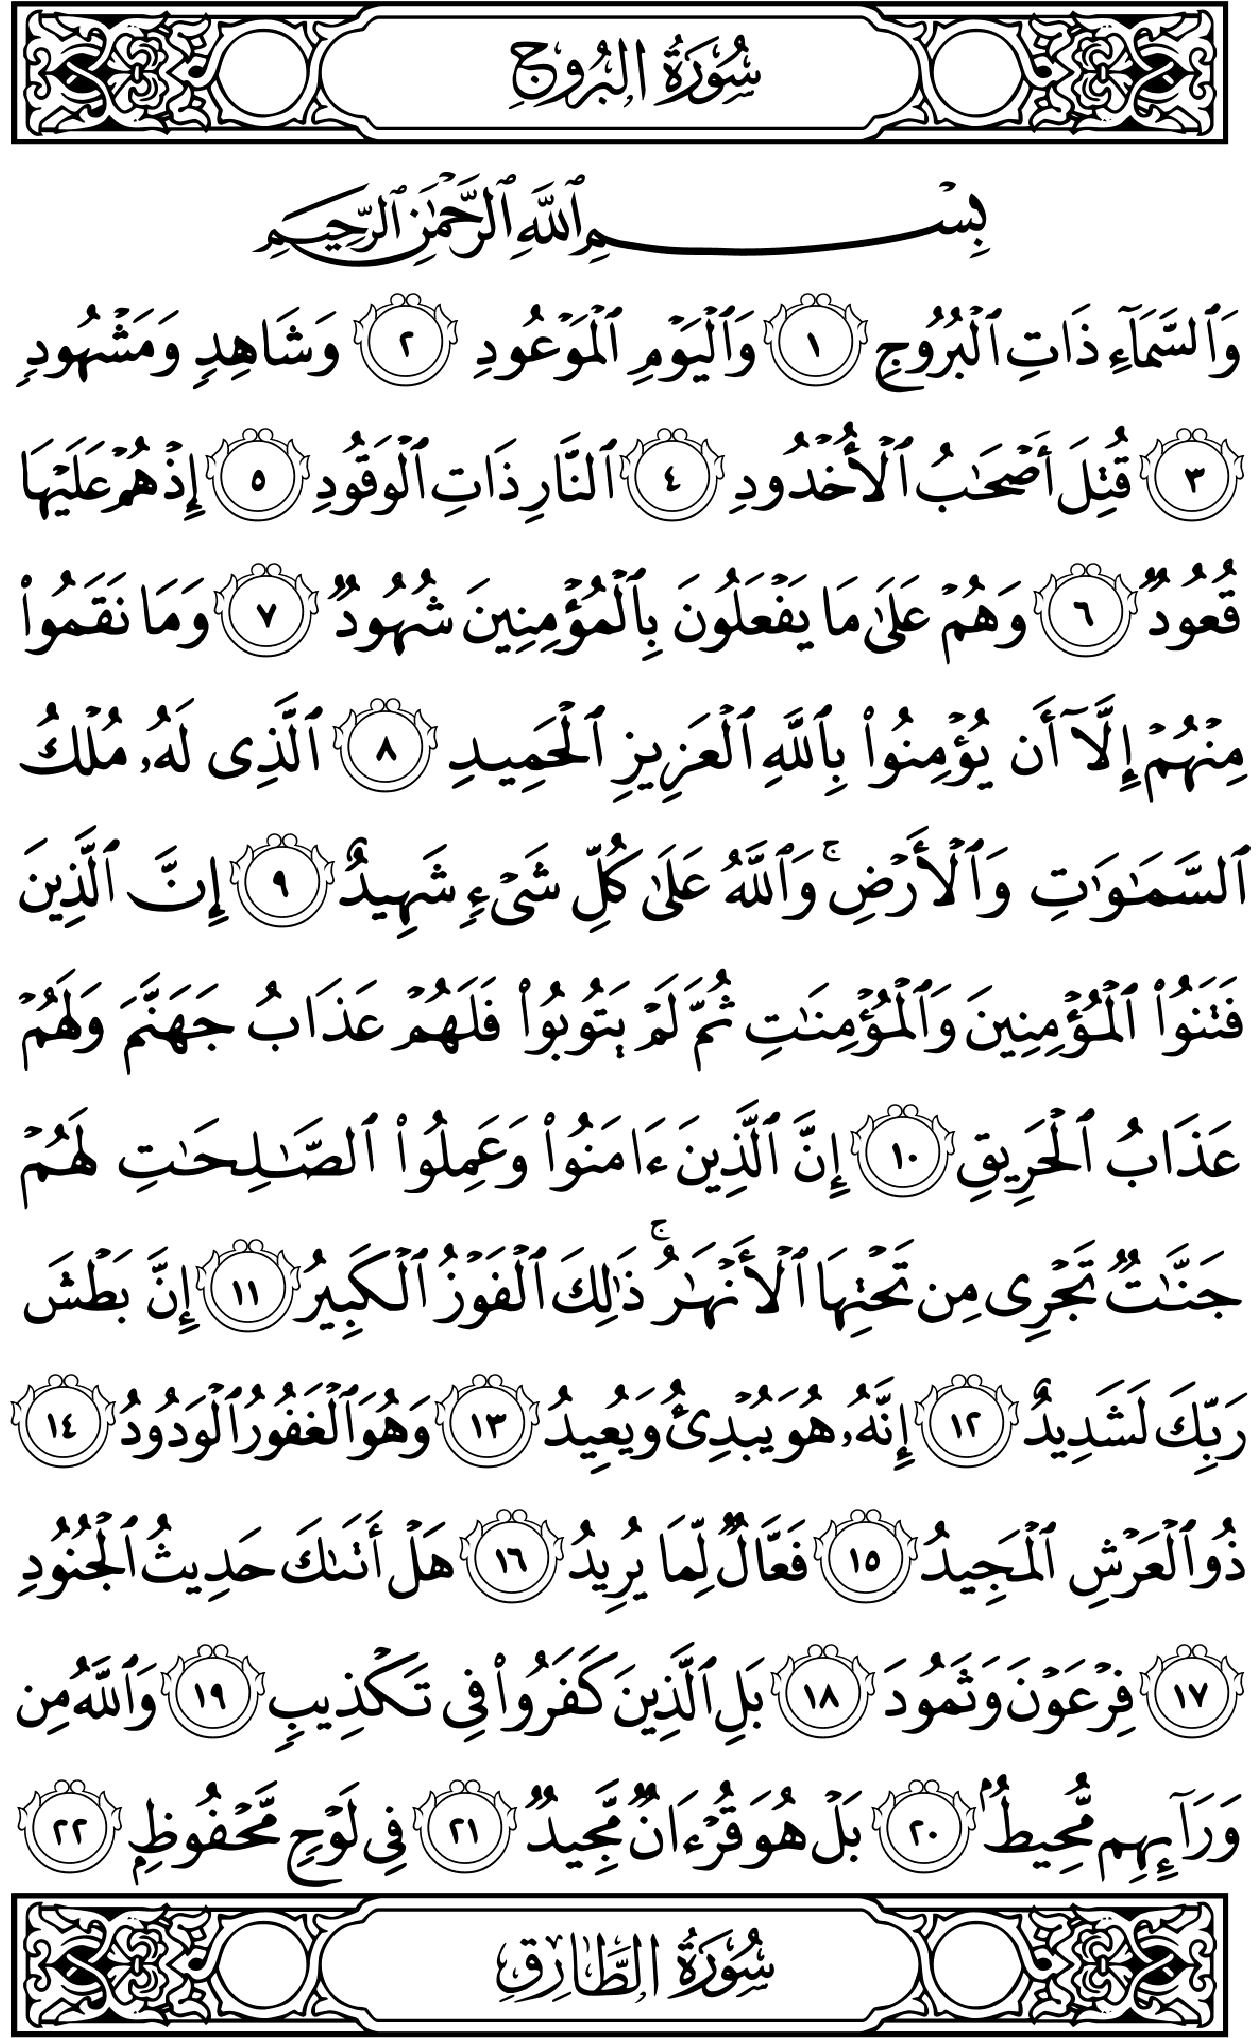 سُورَةُ البُرُوجِ
بِسْمِ ٱللَّهِ ٱلرَّحْمَٰنِ ٱلرَّحِيمِ
وَٱلسَّمَآءِ ذَاتِ ٱلْبُرُوجِ ١ وَٱلْيَوْمِ ٱلْمَوْعُودِ ٢ وَشَاهِدٍ وَمَشْهُودٍ
٣ قُتِلَ أَصْحَٰبُ ٱلْأُخْدُودِ ٤ ٱلنَّارِ ذَاتِ ٱلْوَقُودِ ٥ إِذْ هُمْ عَلَيْهَا
قُعُودٌ ٦ وَهُمْ عَلَىٰ مَا يَفْعَلُونَ بِٱلْمُؤْمِنِينَ شُهُودٌ ٧ وَمَا نَقَمُوا۟
مِنْهُمْ إِلَّآ أَن يُؤْمِنُوا۟ بِٱللَّهِ ٱلْعَزِيزِ ٱلْحَمِيدِ ٨ ٱلَّذِى لَهُۥ مُلْكُ
ٱلسَّمَٰوَٰتِ وَٱلْأَرْضِ ۚ وَٱللَّهُ عَلَىٰ كُلِّ شَىْءٍ شَهِيدٌ ٩ إِنَّ ٱلَّذِينَ
فَتَنُوا۟ ٱلْمُؤْمِنِينَ وَٱلْمُؤْمِنَٰتِ ثُمَّ لَمْ يَتُوبُوا۟ فَلَهُمْ عَذَابُ جَهَنَّمَ وَلَهُمْ
عَذَابُ ٱلْحَرِيقِ ١٠ إِنَّ ٱلَّذِينَ ءَامَنُوا۟ وَعَمِلُوا۟ ٱلصَّٰلِحَٰتِ لَهُمْ
جَنَّٰتٌ تَجْرِى مِن تَحْتِهَا ٱلْأَنْهَٰرُ ۚ ذَٰلِكَ ٱلْفَوْزُ ٱلْكَبِيرُ ١١ إِنَّ بَطْشَ
رَبِّكَ لَشَدِيدٌ ١٢ إِنَّهُۥ هُوَ يُبْدِئُ وَيُعِيدُ ١٣ وَهُوَ ٱلْغَفُورُ ٱلْوَدُودُ ١٤
ذُو ٱلْعَرْشِ ٱلْمَجِيدُ ١٥ فَعَّالٌ لِّمَا يُرِيدُ ١٦ هَلْ أَتَىٰكَ حَدِيثُ ٱلْجُنُودِ
١٧ فِرْعَوْنَ وَثَمُودَ ١٨ بَلِ ٱلَّذِينَ كَفَرُوا۟ فِى تَكْذِيبٍ ١٩ وَٱللَّهُ مِن
وَرَآئِهِم مُّحِيطٌۢ ٢٠ بَلْ هُوَ قُرْءَانٌ مَّجِيدٌ ٢١ فِى لَوْحٍ مَّحْفُوظٍۭ ٢٢
سُورَةُ الطَّارِقِ